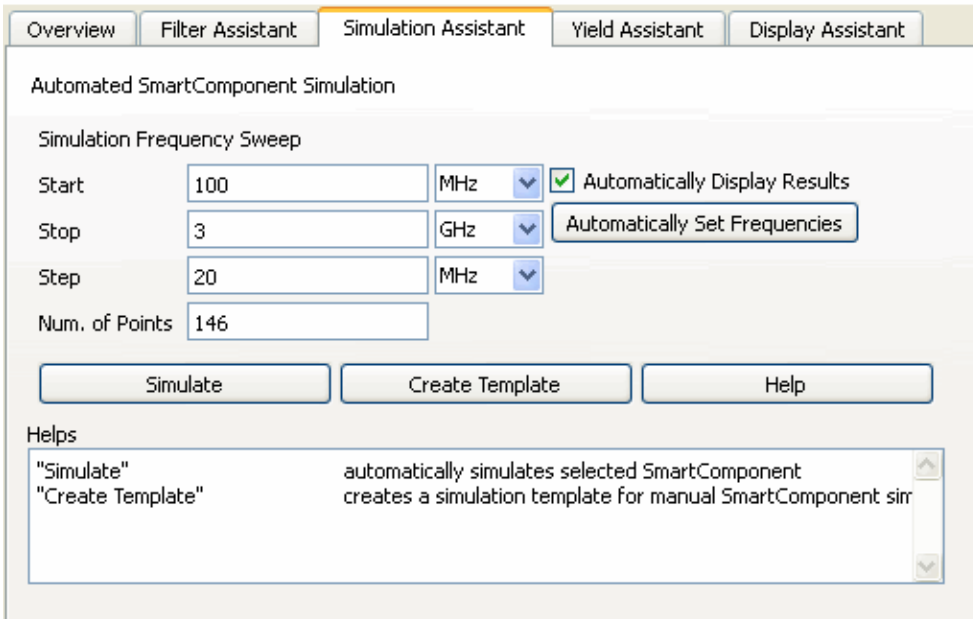 Overview Filter Assistant Simulation Assistant Yield Assistant Display Assistant
Automated SmartComponent Simulation
Simulation Frequency Sweep
Start 100 MHz Automatically Display Results
Stop 3 GHz Automatically Set Frequencies
Step 20 MHz
Num. of Points 146
Simulate Create Template Help
Helps
"Simulate" automatically simulates selected SmartComponent
"Create Template" creates a simulation template for manual SmartComponent sim